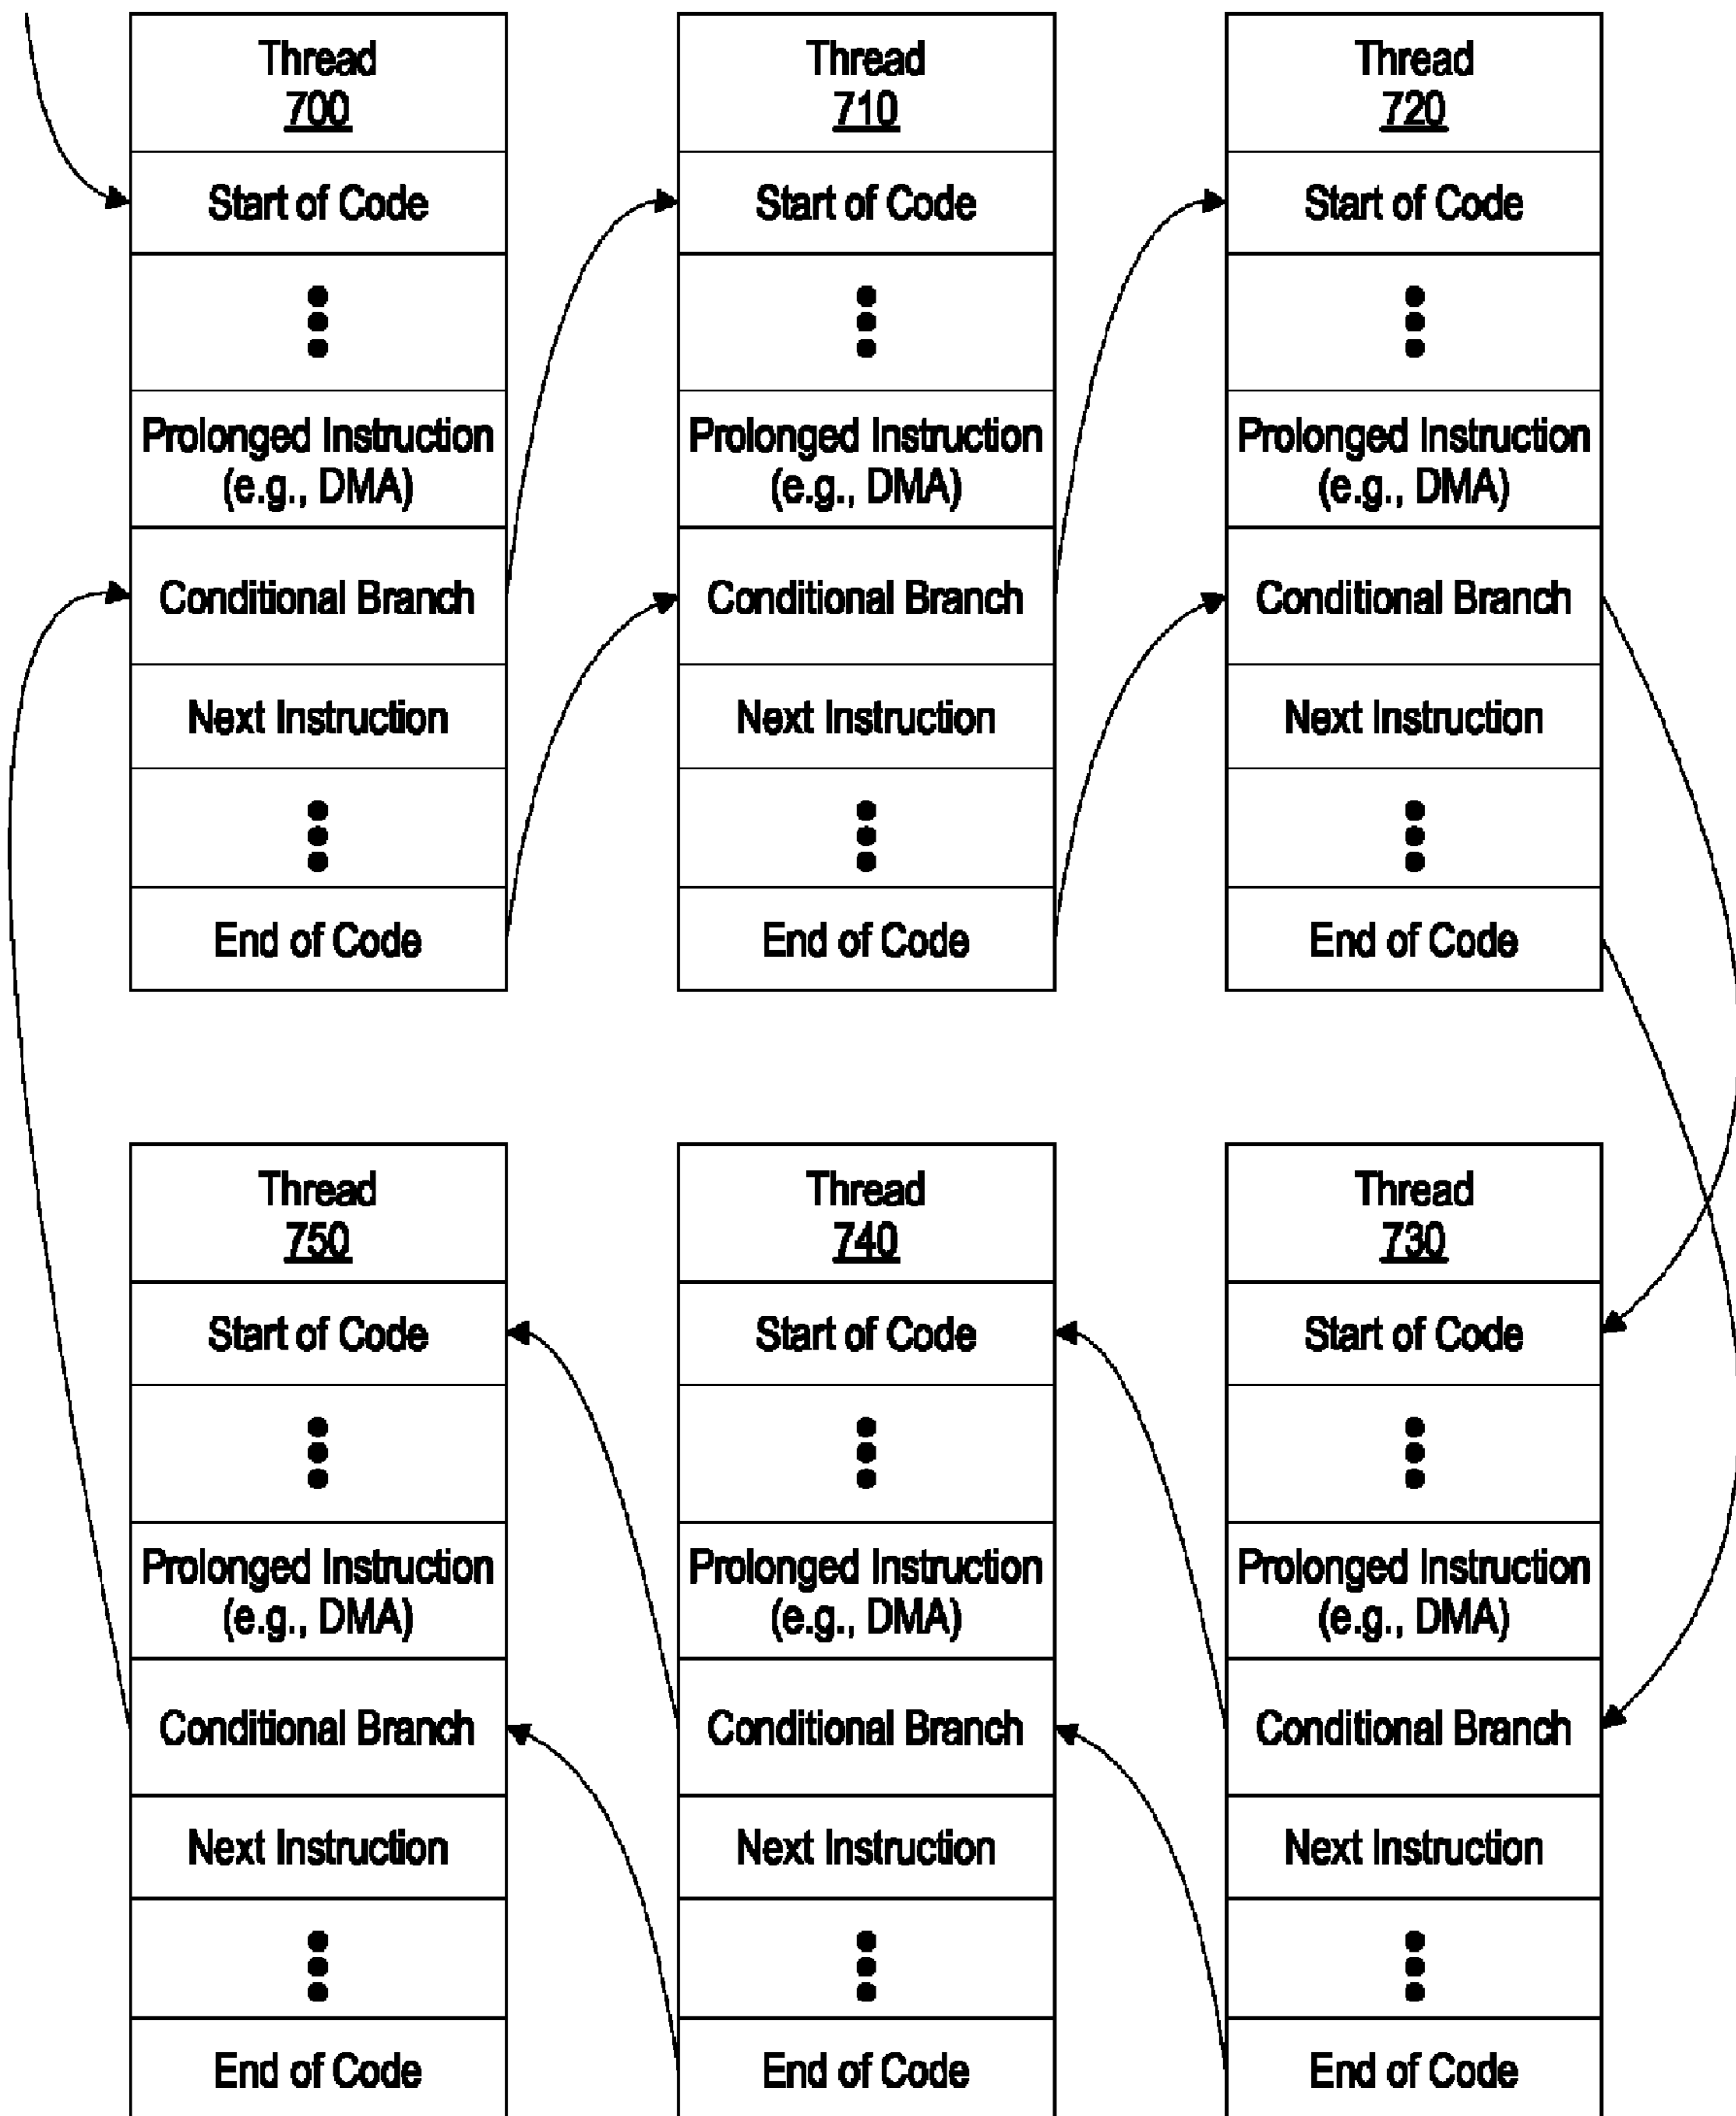 Thread
700
Start of Code
Prolonged Instruction
(e.g., DMA)
Conditional Branch
Next Instruction
End of Code
Thread
710
Start of Code
Prolonged Instruction
(e.g., DMA)
Conditional Branch
Next Instruction
End of Code
Thread
720
Start of Code
Prolonged Instruction
(e.g., DMA)
Conditional Branch
Next Instruction
End of Code
Thread
750
Start of Code
Prolonged Instruction
(e.g., DMA)
Conditional Branch
Next Instruction
End of Code
Thread
740
Start of Code
Prolonged Instruction
(e.g., DMA)
Conditional Branch
Next Instruction
End of Code
Thread
730
Start of Code
Prolonged Instruction
(e.g., DMA)
Conditional Branch
Next Instruction
End of Code